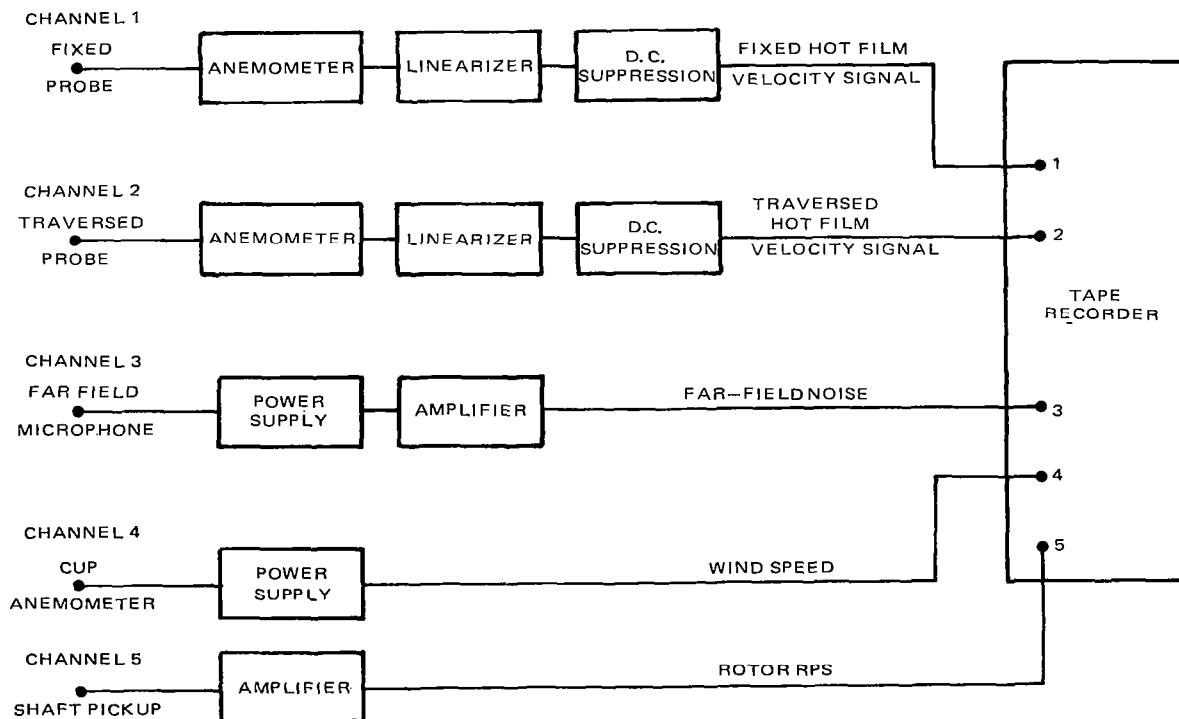 CHANNEL 1
FIXED
PROBE
ANEMOMETER
LINEARIZER
D.C.
SUPPRESSION
FIXED HOT FILM
VELOCITY SIGNAL
1
CHANNEL 2
TRAVERSED
PROBE
ANEMOMETER
LINEARIZER
D.C.
SUPPRESSION
TRAVERSED
HOT FILM
VELOCITY SIGNAL
2
TAPE
RECORDER
CHANNEL 3
FAR FIELD
MICROPHONE
POWER
SUPPLY
AMPLIFIER
FAR-FIELD NOISE
3
4
CHANNEL 4
CUP
ANEMOMETER
POWER
SUPPLY
WIND SPEED
5
CHANNEL 5
SHAFT PICKUP
AMPLIFIER
ROTOR RPS